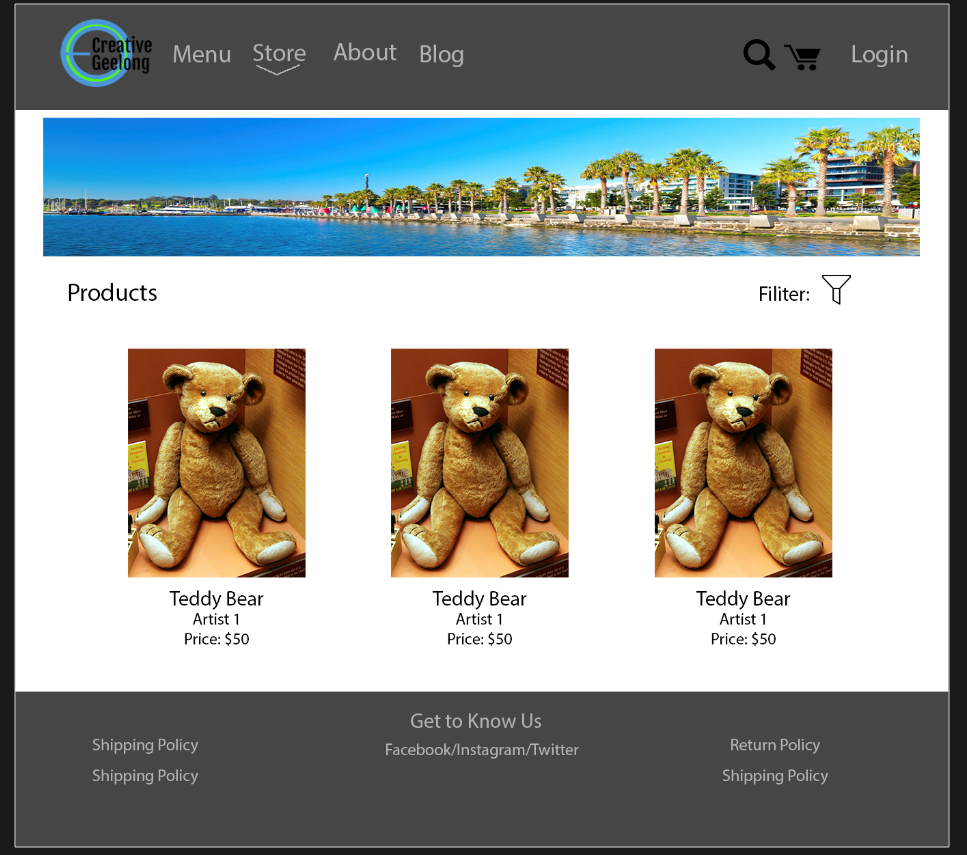 Creative
Geelong
Menu Store About Blog Login
Products
Filiter:
Teddy Bear Teddy Bear Teddy Bear
Artist 1 Artist 1 Artist 1
Price: $50 Price: $50 Price: $50
Get to Know Us
Shipping Policy Facebook/Instagram/Twitter Return Policy
Shipping Policy Shipping Policy